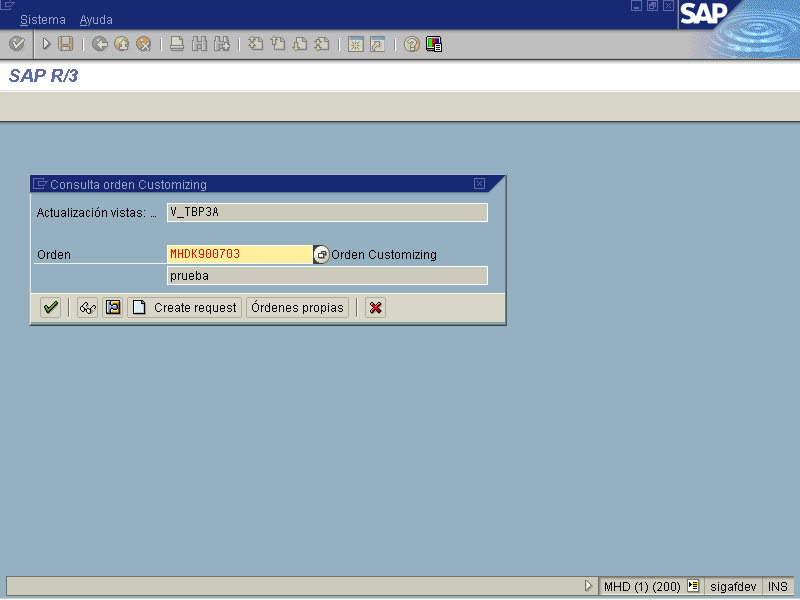 Sistema Ayuda
SAP
SAP R/3
Consulta orden Customizing
Actualización vistas: ... V_TBP3A
Orden MHDK900703 Orden Customizing
prueba
Create request Órdenes propias
MHD (1) (200) sigafdev INS